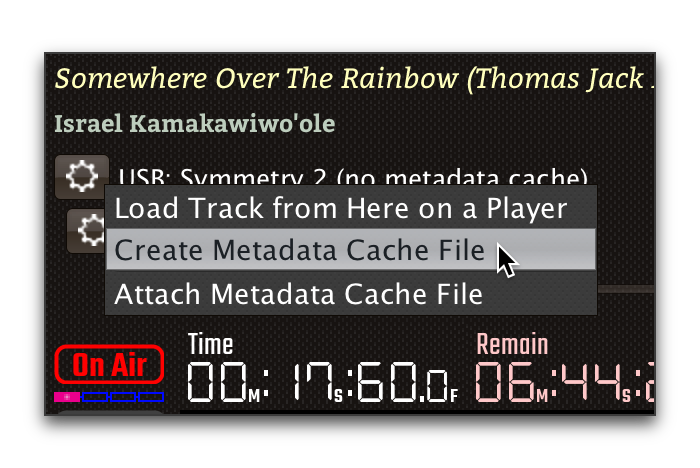 Somewhere Over The Rainbow (Thomas Jack
Israel Kamakawiwo'ole
USB: Symmetry 2 (no metadata cache)
Load Track from Here on a Player
Create Metadata Cache File
Attach Metadata Cache File
On Air
Time
Remain
00M:17S:60.0F
06M:44S: